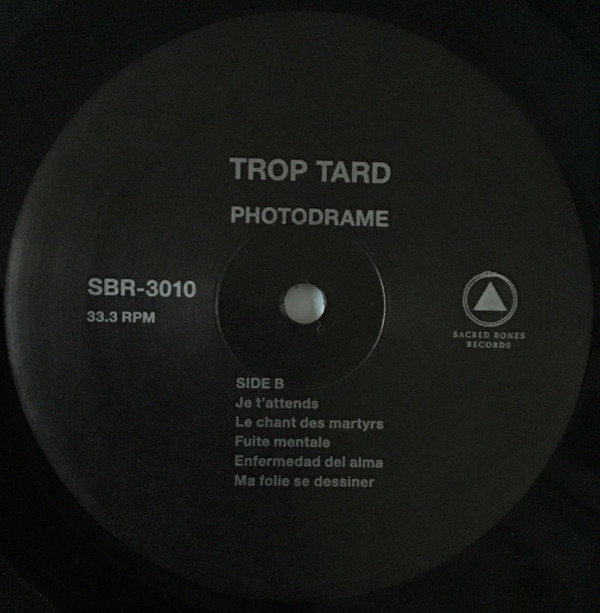 TROP TARD
PHOTODRAME
SBR-3010
33.3 RPM
SACRED BONES
RECORDS
SIDE B
Je t'attends
Le chant des martyrs
Fuite mentale
Enfermedad del alma
Ma folie se dessiner